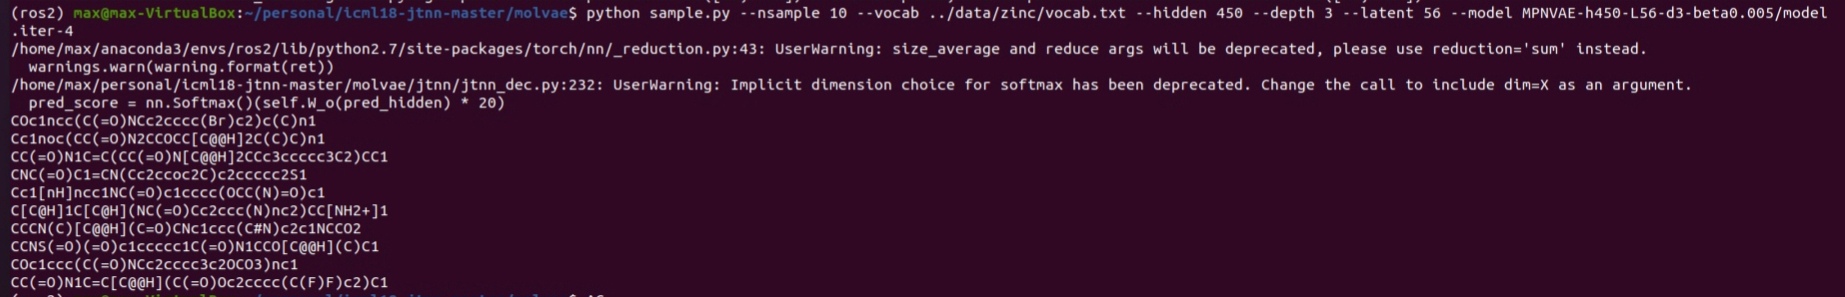 (ros2) max@max-VirtualBox:~/personal/icml18-jtnn-master/molvae$ python sample.py --nsample 10 --vocab ../data/zinc/vocab.txt --hidden 450 --depth 3 --latent 56 --model MPNVAE-h450-L56-d3-beta0.005/model
.iter-4
/home/max/anaconda3/envs/ros2/lib/python2.7/site-packages/torch/nn/_reduction.py:43: UserWarning: size_average and reduce args will be deprecated, please use reduction='sum' instead.
  warnings.warn(warning.format(ret))
/home/max/personal/icml18-jtnn-master/molvae/jtnn/jtnn_dec.py:232: UserWarning: Implicit dimension choice for softmax has been deprecated. Change the call to include dim=X as an argument.
  pred_score = nn.Softmax()(self.W_o(pred_hidden) * 20)
COc1ncc(C(=O)NCc2cccc(Br)c2)c(C)n1
Cc1noc(CC(=O)N2CCOCC[C@@H]2C(C)C)n1
CC(=O)N1C=C(CC(=O)N[C@@H]2CCc3ccccc3C2)CC1
CNC(=O)C1=CN(Cc2ccoc2C)c2ccccc2S1
Cc1[nH]ncc1NC(=O)c1cccc(OCC(N)=O)c1
C[C@H]1C[C@H](NC(=O)Cc2ccc(N)nc2)CC[NH2+]1
CCCN(C)[C@@H](C=O)CNc1ccc(C#N)c2c1NCCO2
CCNS(=O)(=O)c1ccccc1C(=O)N1CCO[C@@H](C)C1
COc1ccc(C(=O)NCc2cccc3c2OCO3)nc1
CC(=O)N1C=C[C@@H](C(=O)Oc2cccc(C(F)F)c2)C1